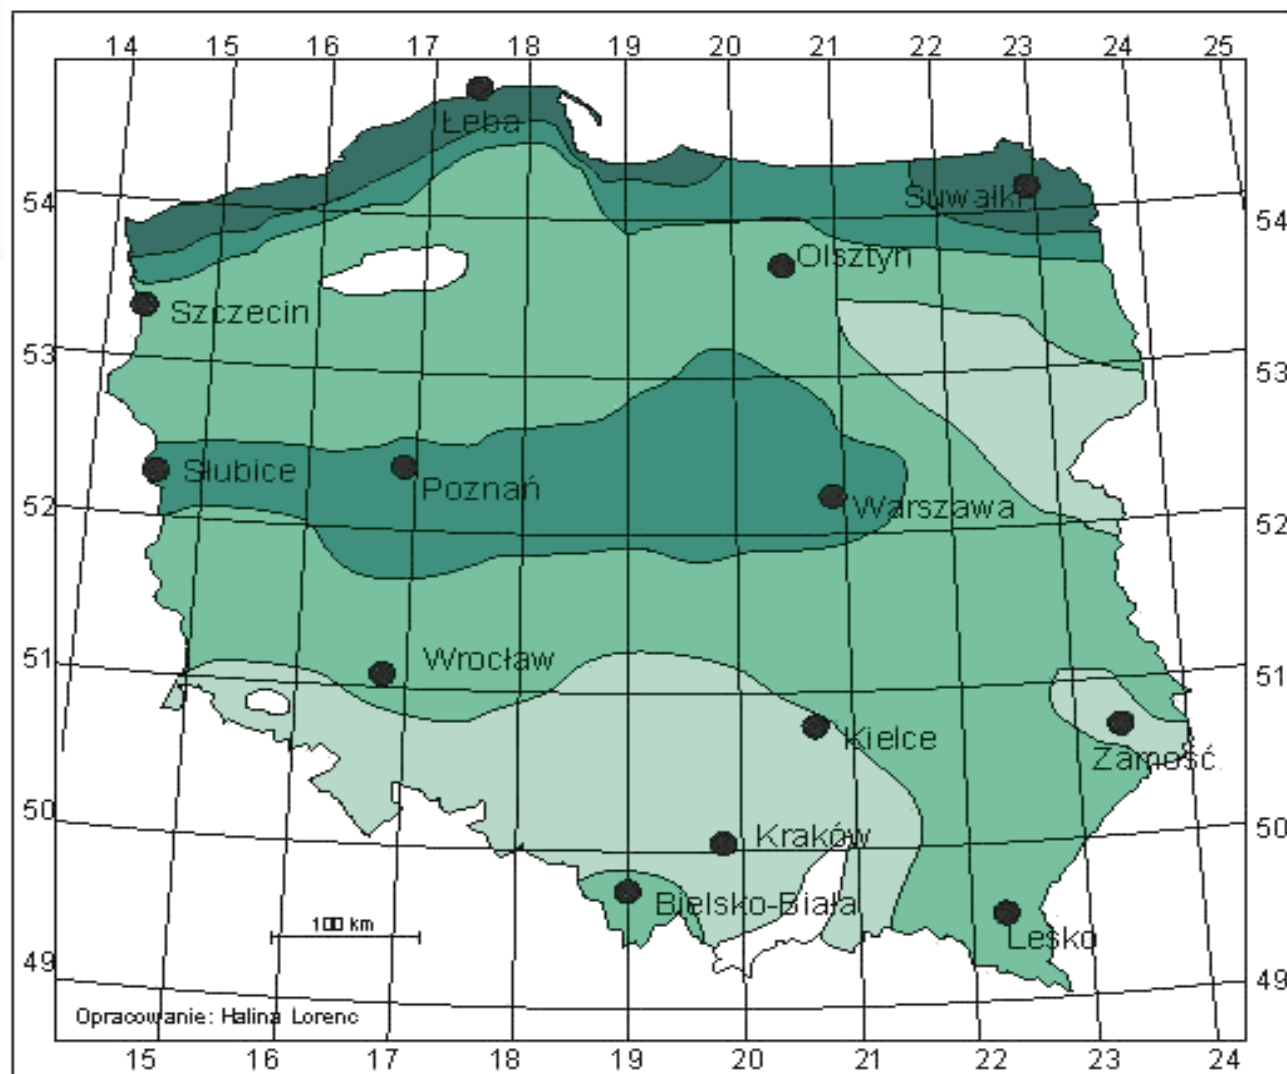 14 15 16 17 18 19 20 21 22 23 24 25
Łeba
54 54
Suwałki
Olsztyn
Szczecin
53 53
Słubice
Poznań
52 Warszawa 52
51 Wrocław 51
Kielce
Zamość
50 50
Kraków
Bielsko-Biała
100 km
Lesko
49 49
Opracowanie: Halina Lorenc
15 16 17 18 19 20 21 22 23 24